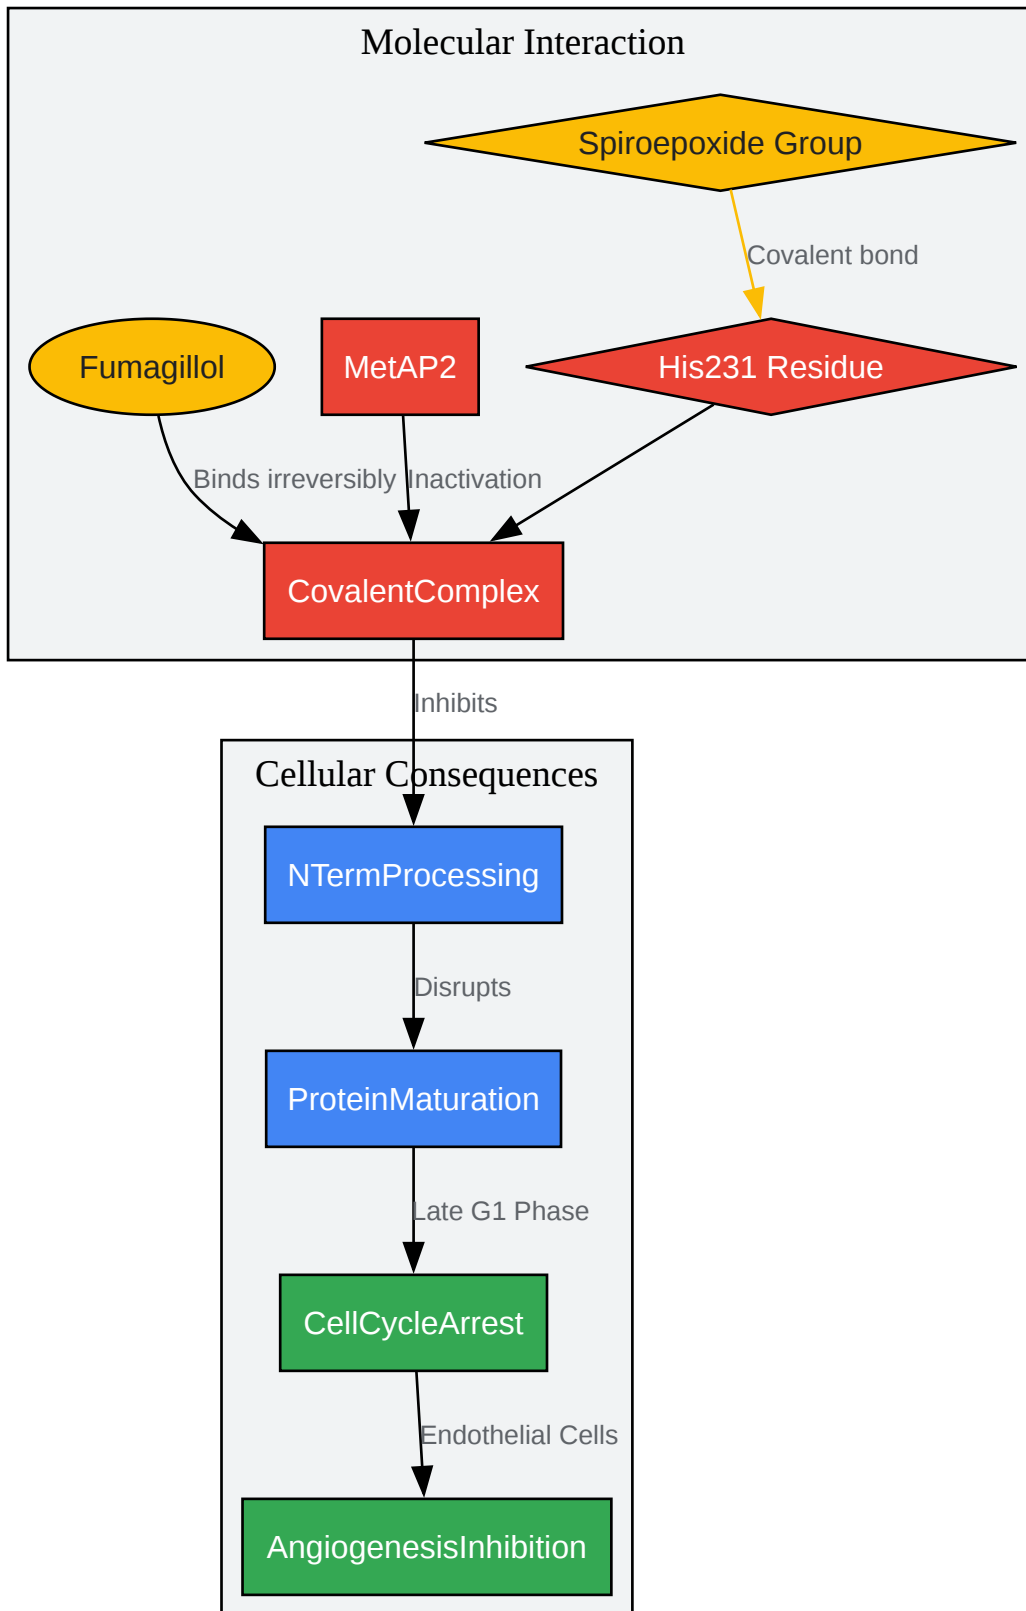 Molecular Interaction
Spiroepoxide Group
Covalent bond
Fumagillol
MetAP2
His231 Residue
Binds irreversibly
Inactivation
CovalentComplex
Inhibits
Cellular Consequences
NTermProcessing
Disrupts
ProteinMaturation
Late G1 Phase
CellCycleArrest
Endothelial Cells
AngiogenesisInhibition